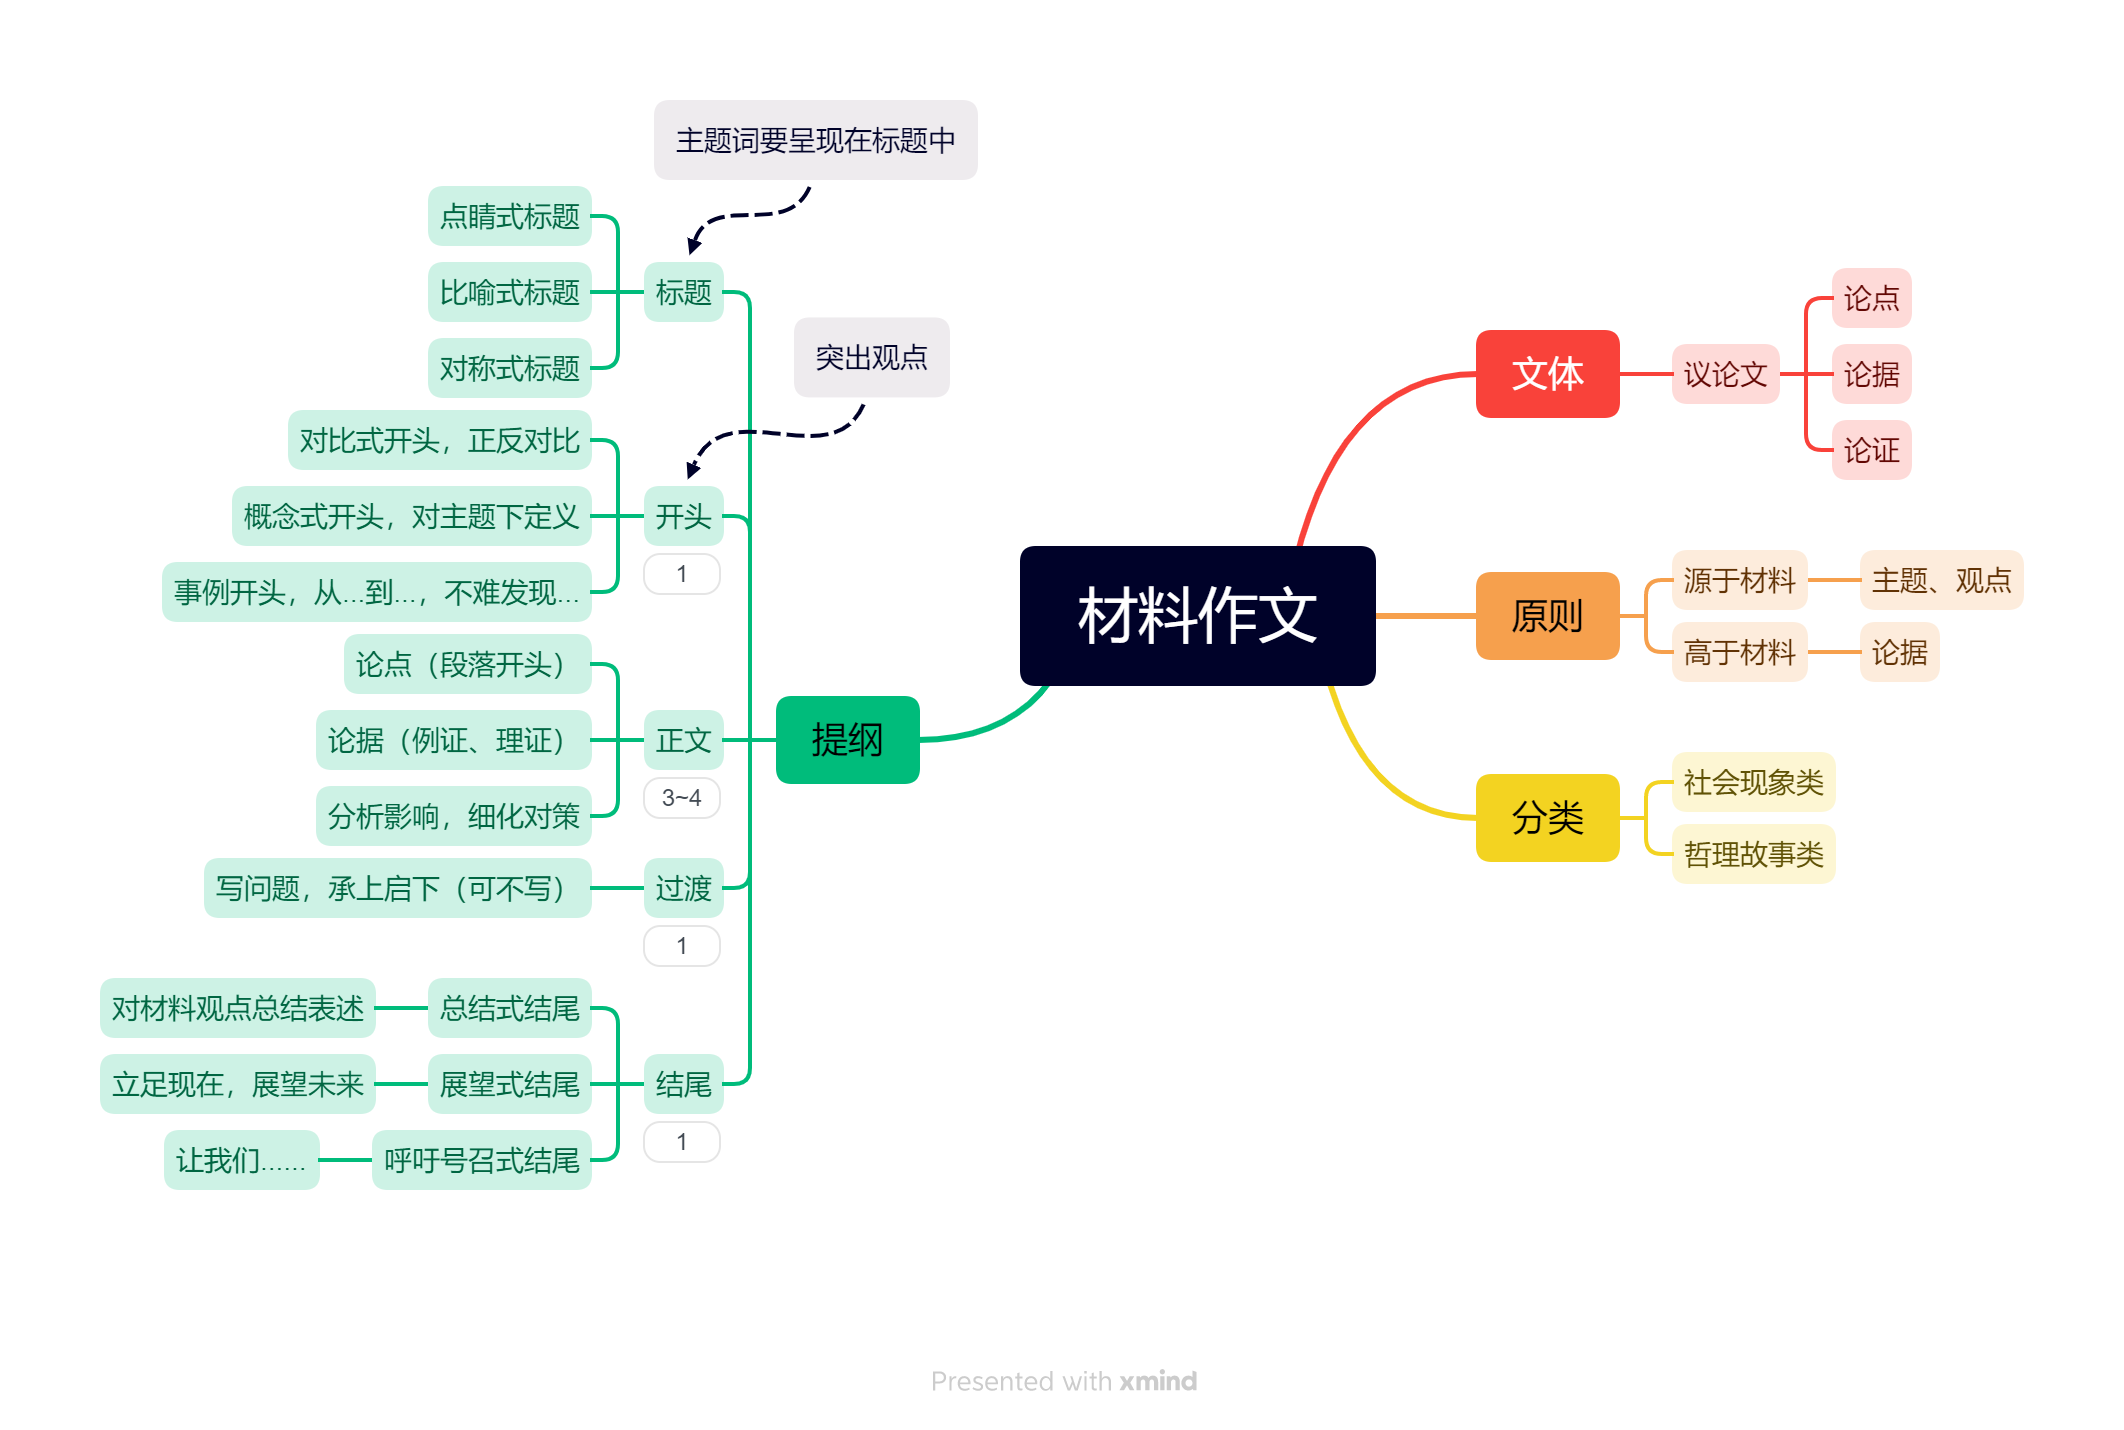 材料作文
文体
议论文
论点
论据
论证
原则
源于材料
主题、观点
高于材料
论据
分类
社会现象类
哲理故事类
提纲
主题词要呈现在标题中
标题
点睛式标题
比喻式标题
对称式标题
突出观点
开头
1
对比式开头，正反对比
概念式开头，对主题下定义
事例开头，从...到...，不难发现...
正文
3~4
论点（段落开头）
论据（例证、理证）
分析影响，细化对策
过渡
1
写问题，承上启下（可不写）
结尾
1
总结式结尾
对材料观点总结表述
展望式结尾
立足现在，展望未来
呼吁号召式结尾
让我们......
Presented with xmind